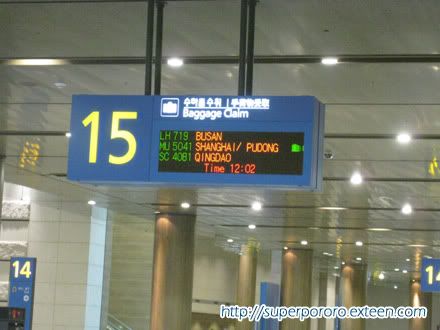 15
수하물 수취 | 手荷物受取
Baggage Claim
LH 719 BUSAN
MU 5041 SHANGHAI/ PUDONG
SC 4081 QINGDAO
Time 12:02
14
14
http://superpororo.exteen.com